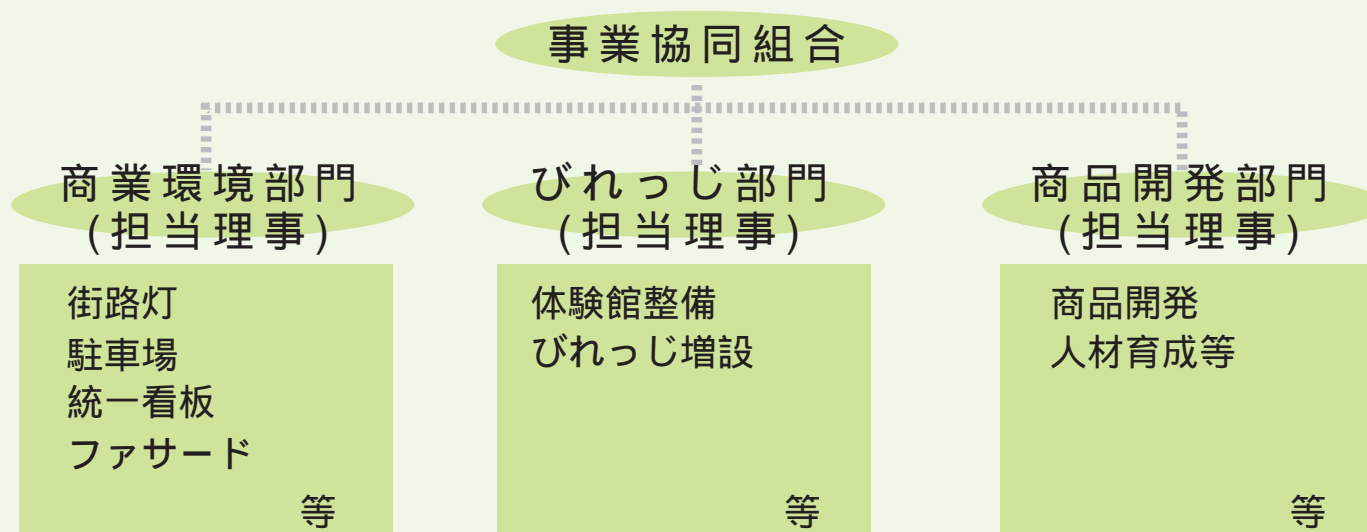 事業協同組合
商業環境部門
(担当理事)
街路灯
駐車場
統一看板
ファサード
等
びれっじ部門
(担当理事)
体験館整備
びれっじ増設
等
商品開発部門
(担当理事)
商品開発
人材育成等
等